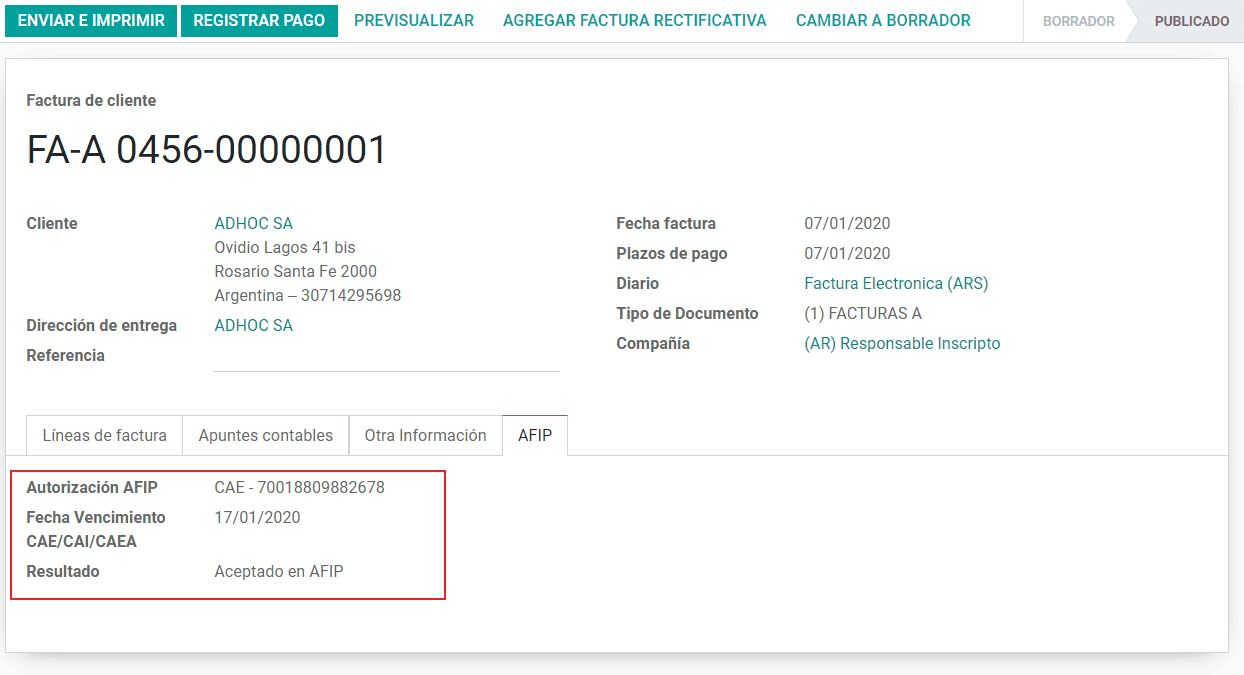 ENVIAR E IMPRIMIR REGISTRAR PAGO PREVISUALIZAR AGREGAR FACTURA RECTIFICATIVA CAMBIAR A BORRADOR BORRADOR PUBLICADO
Factura de cliente
FA-A 0456-00000001
Cliente ADHOC SA
Ovidio Lagos 41 bis
Rosario Santa Fe 2000
Argentina – 30714295698
Dirección de entrega ADHOC SA
Referencia
Fecha factura 07/01/2020
Plazos de pago 07/01/2020
Diario Factura Electronica (ARS)
Tipo de Documento (1) FACTURAS A
Compañía (AR) Responsable Inscripto
Líneas de factura Apuntes contables Otra Información AFIP
Autorización AFIP CAE - 70018809882678
Fecha Vencimiento 17/01/2020
CAE/CAI/CAEA
Resultado Aceptado en AFIP